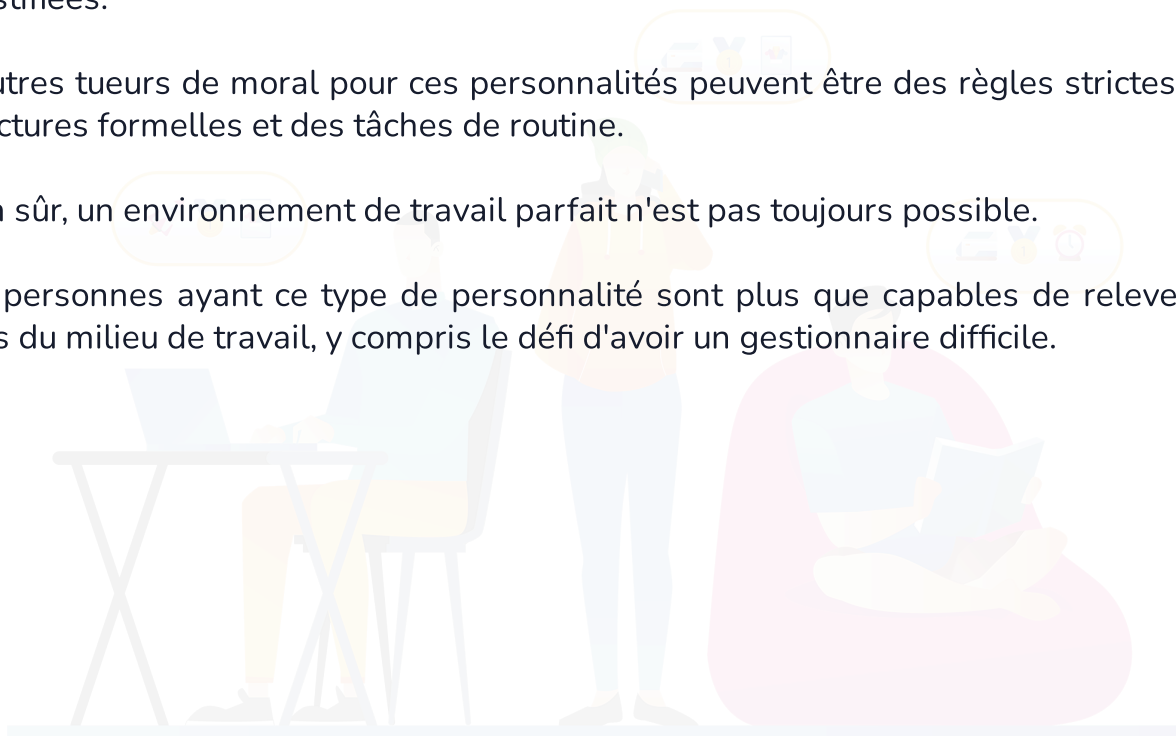 utres tueurs de moral pour ces personnalités peuvent être des règles strictes
ctures formelles et des tâches de routine.
sûr, un environnement de travail parfait n'est pas toujours possible.
personnes ayant ce type de personnalité sont plus que capables de releve
s du milieu de travail, y compris le défi d'avoir un gestionnaire difficile.